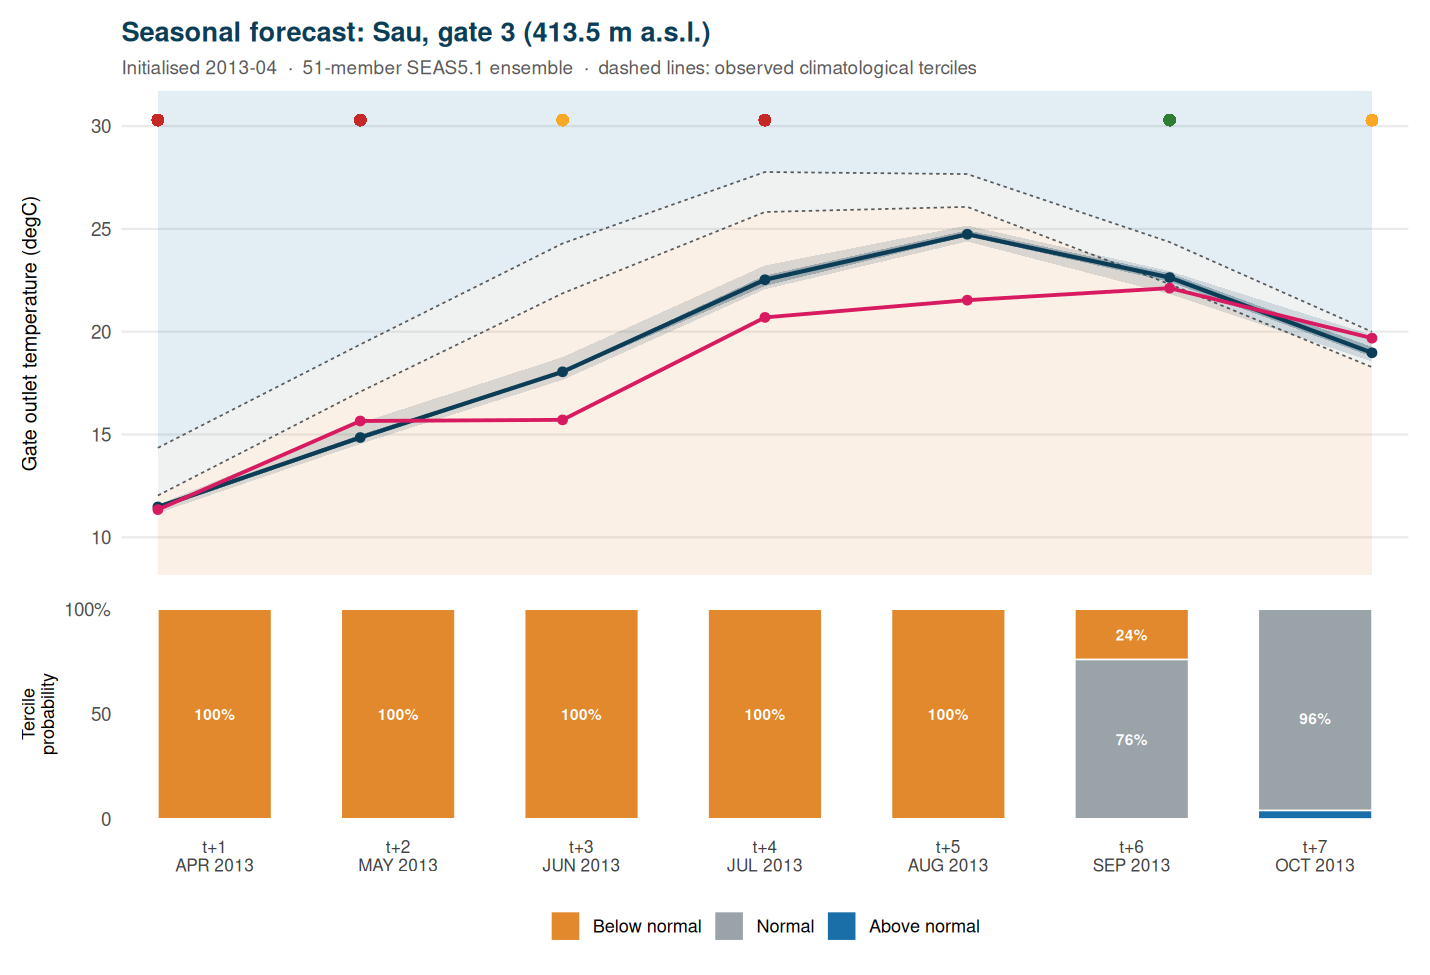 Seasonal forecast: Sau, gate 3 (413.5 m a.s.l.)
Initialised 2013-04 · 51-member SEAS5.1 ensemble · dashed lines: observed climatological terciles
Gate outlet temperature (degC)
30
25
20
15
10
Tercile
probability
100%
50
0
100%
100%
100%
100%
100%
24%
76%
96%
t+1
APR 2013
t+2
MAY 2013
t+3
JUN 2013
t+4
JUL 2013
t+5
AUG 2013
t+6
SEP 2013
t+7
OCT 2013
Below normal
Normal
Above normal